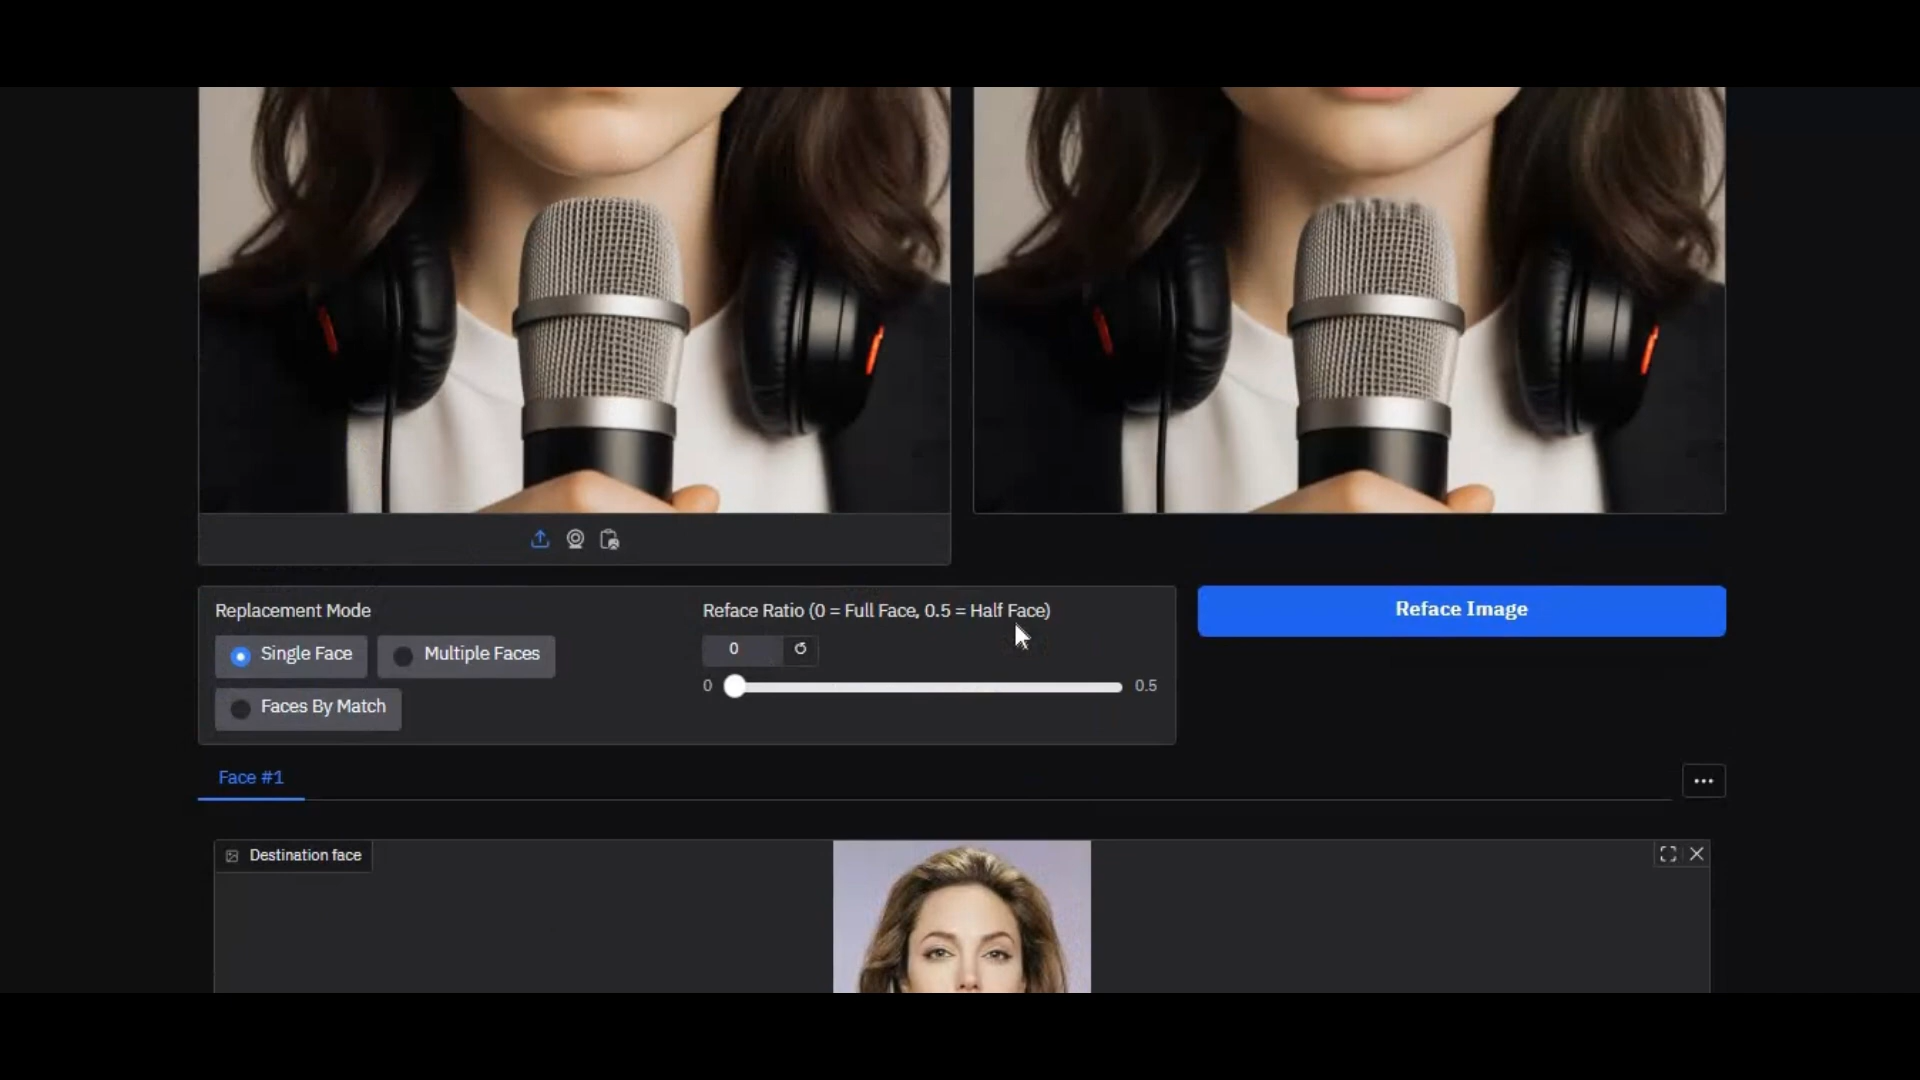 Replacement Mode
Reface Ratio (0 = Full Face, 0.5 = Half Face)
Reface Image
Single Face
Multiple Faces
0
0
0.5
Faces By Match
Face #1
Destination face